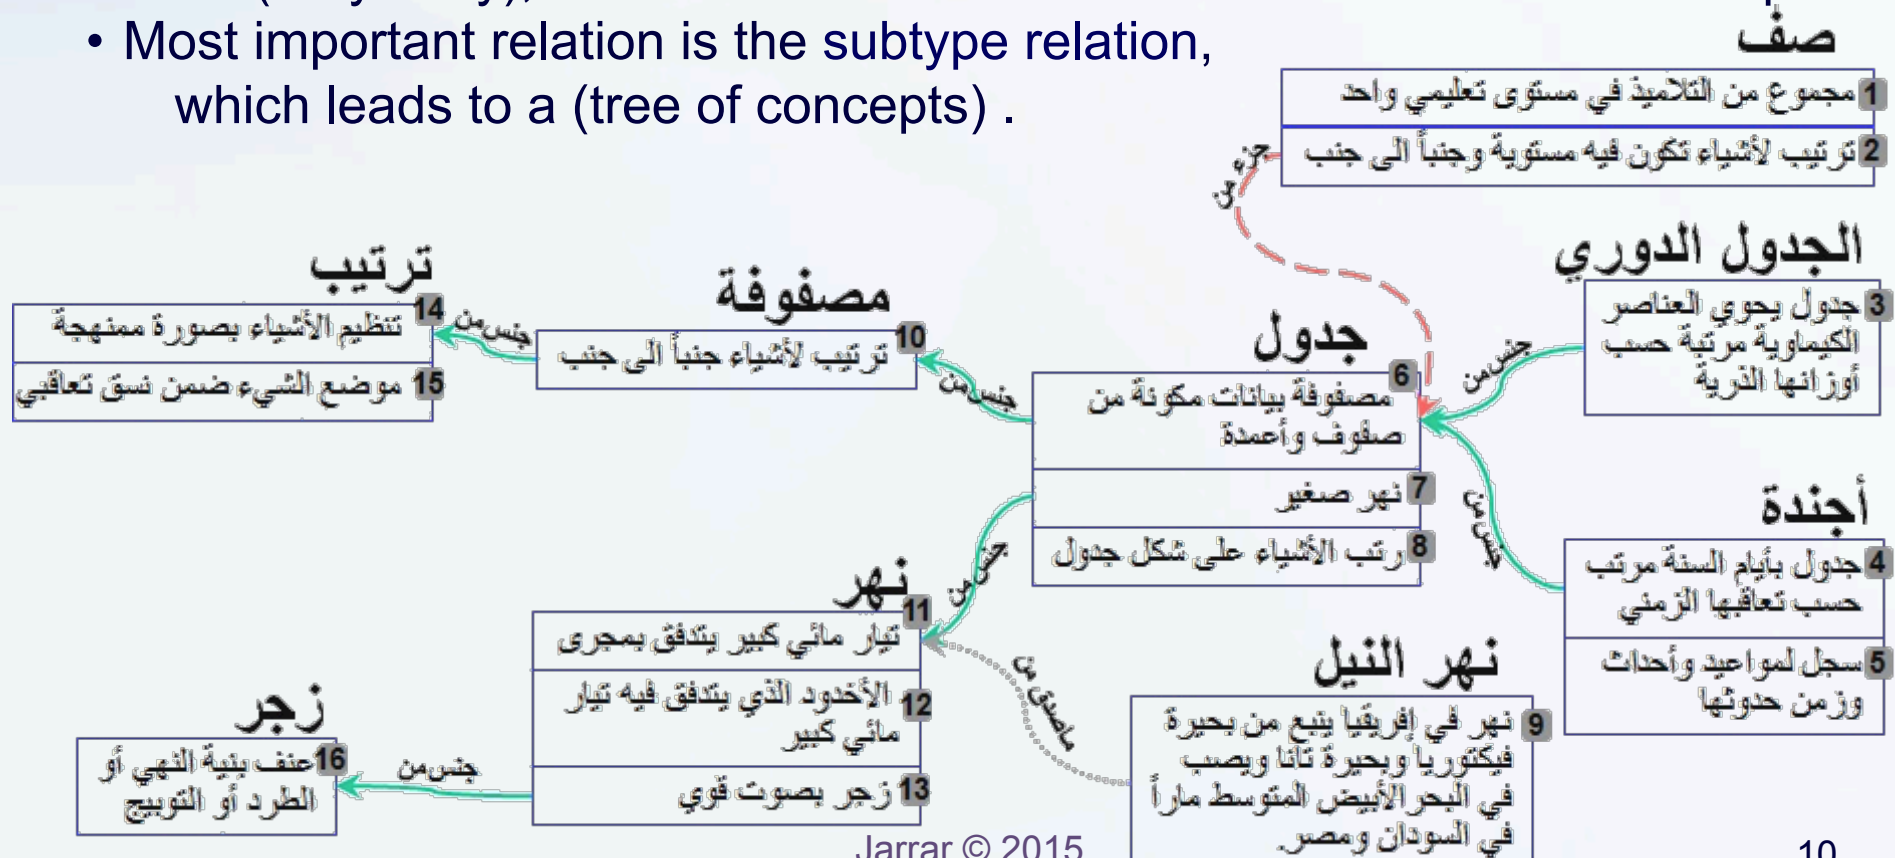 • Most important relation is the subtype relation,
which leads to a (tree of concepts) .
صف
1 مجموع من التلاميذ في مستوى تعليمي واحد
2 ترتيب لأشياء تكون فيه مستوية وجنباً الى جنب
جزء من
الجدول الدوري
3 جدول يحوي العناصر
الكيماوية مرتبة حسب
أوزانها الذرية
جنس من
أجندة
4 جدول بأيام السنة مرتب
حسب تعاقبها الزمني
5 سجل لمواعيد وأحداث
وزمن حدوثها
جنس من
جدول
6 مصفوفة بيانات مكونة من
صفوف وأعمدة
7 نهر صغير
8 رتب الأشياء على شكل جدول
جنس من
جنس من
نهر النيل
9 نهر في إفريقيا ينبع من بحيرة
فيكتوريا وبحيرة تانا ويصب
في البحر الأبيض المتوسط ماراً
في السودان ومصر.
ماصدق من
مصفوفة
10 ترتيب لأشياء جنباً الى جنب
جنس من
نهر
11 تيار مائي كبير يتدفق بمجرى
12 الأخدود الذي يتدفق فيه تيار
مائي كبير
13 زجر بصوت قوي
جنس من
ترتيب
14 تنظيم الأشياء بصورة ممنهجة
15 موضع الشيء ضمن نسق تعاقبي
زجر
16 عنف بنية النهي أو
الطرد أو التوبيخ
Jarrar © 2015
10